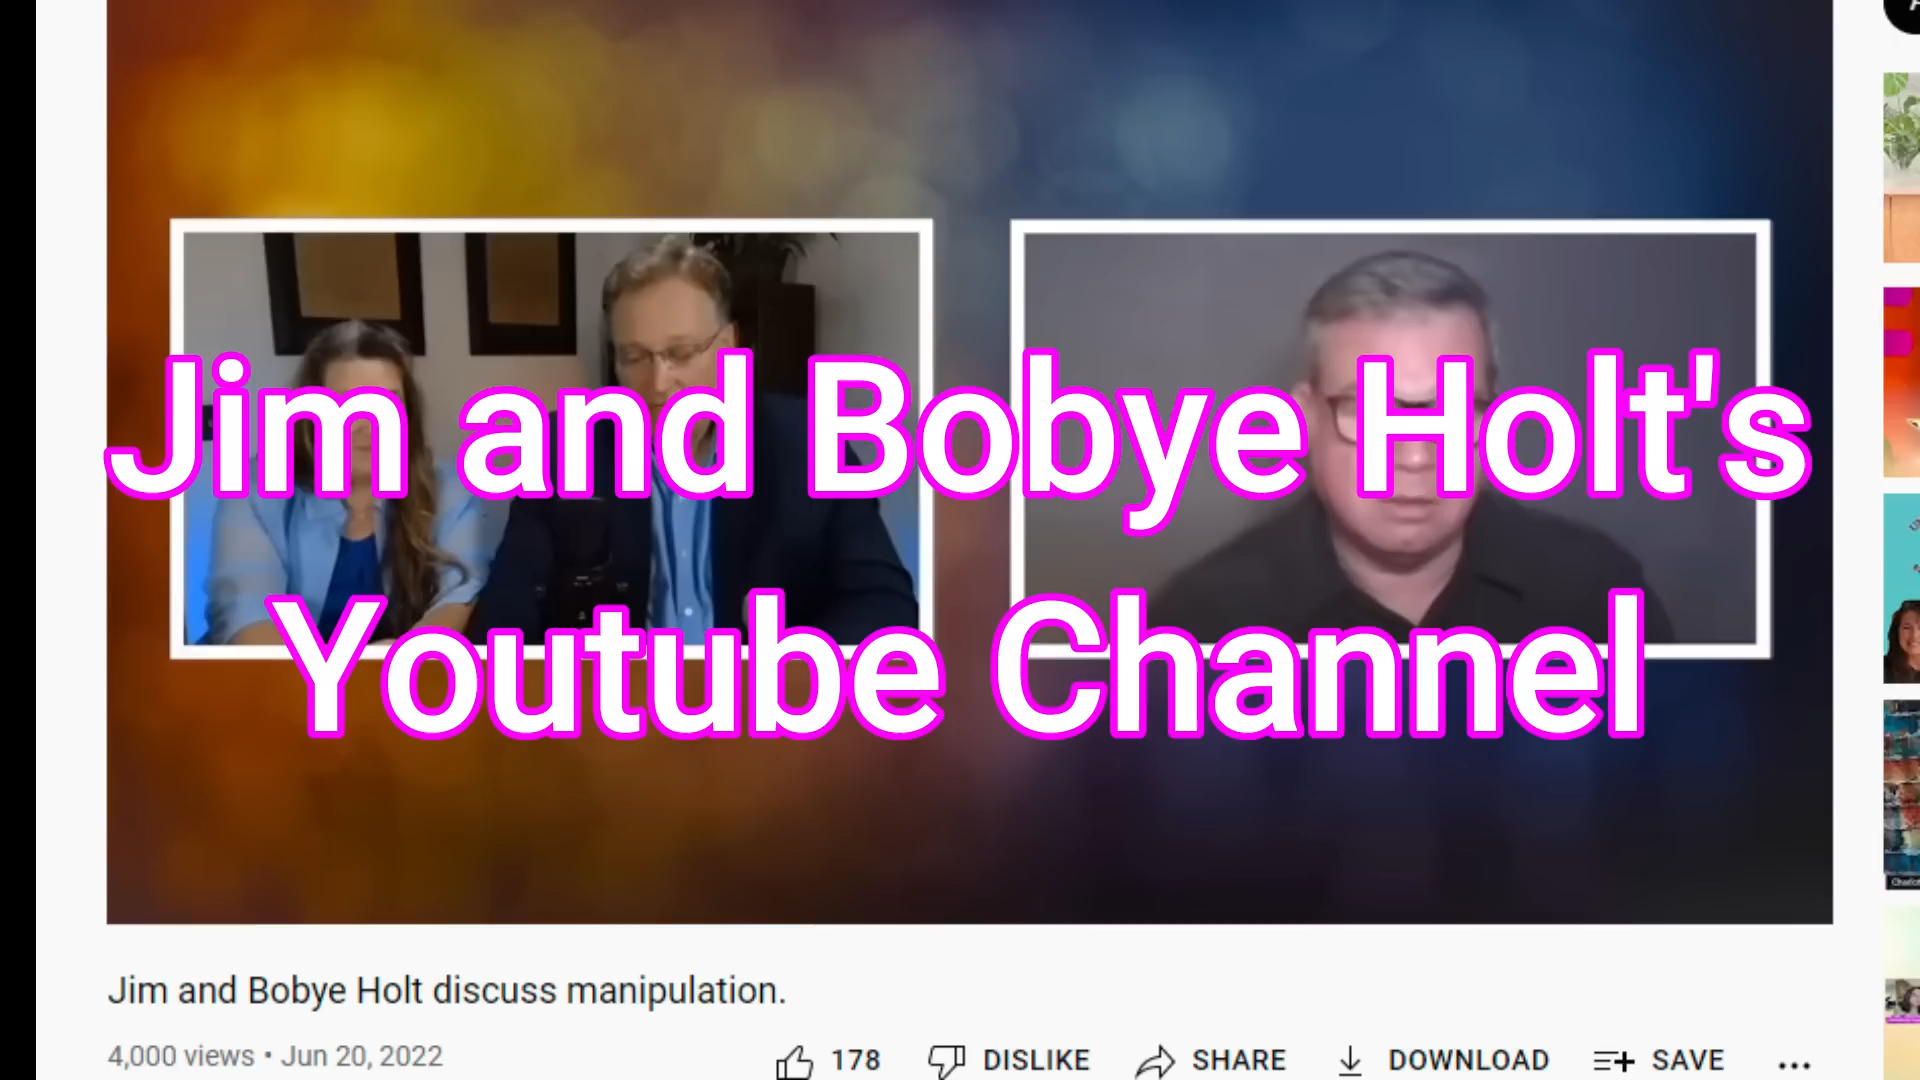 Jim and Bobye Holt's
Youtube Channel
Jim and Bobye Holt discuss manipulation.
4,000 views • Jun 20, 2022
178 DISLIKE SHARE DOWNLOAD SAVE